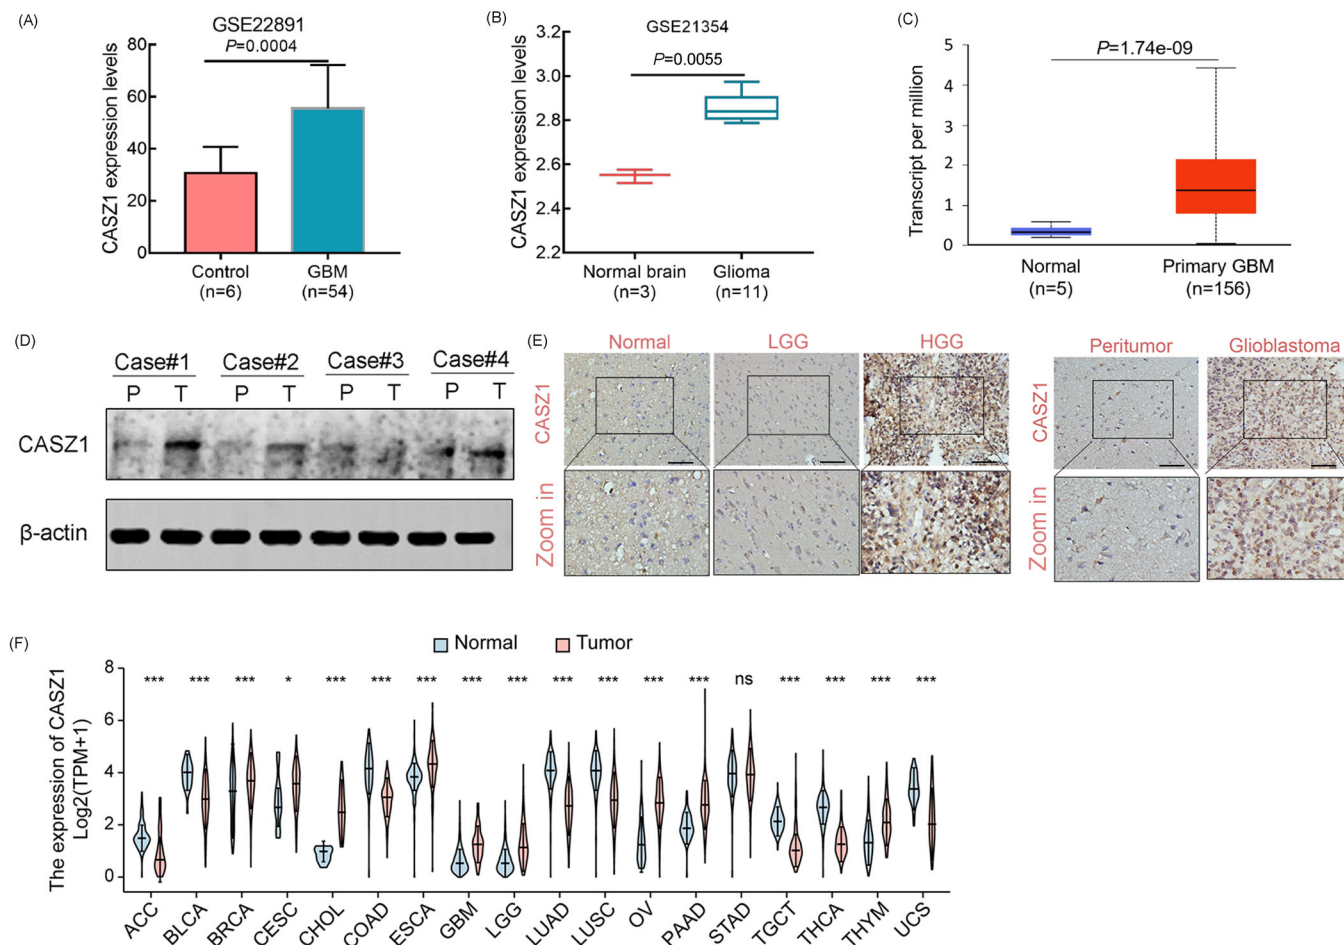 (A)
GSE22891
P=0.0004
CASZ1 expression levels
80
60
40
20
0
Control
(n=6)
GBM
(n=54)
(B)
GSE21354
P=0.0055
CASZ1 expression levels
3.2
3.0
2.8
2.6
2.4
2.2
Normal brain
(n=3)
Glioma
(n=11)
(C)
P=1.74e-09
Transcript per million
5
4
3
2
1
0
Normal
(n=5)
Primary GBM
(n=156)
(D)
Case#1 Case#2 Case#3 Case#4
P T P T P T P T
CASZ1
β-actin
(E)
Normal LGG HGG
CASZ1
Zoom in
Peritumor Glioblastoma
CASZ1
Zoom in
(F)
Normal Tumor
The expression of CASZ1
Log2(TPM+1)
8
6
4
2
0
*** *** *** * *** *** *** *** *** *** *** *** *** ns *** *** *** ***
ACC BLCA BRCA CESC CHOL COAD ESCA GBM LGG LUAD LUSC OV PAAD STAD TGCT THCA THYM UCS